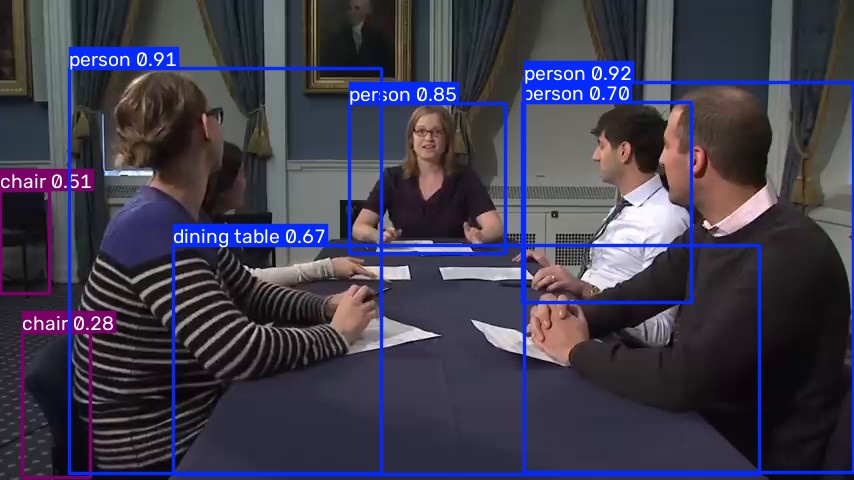 person 0.91
person 0.92
person 0.85
person 0.70
chair 0.51
dining table 0.67
chair 0.28